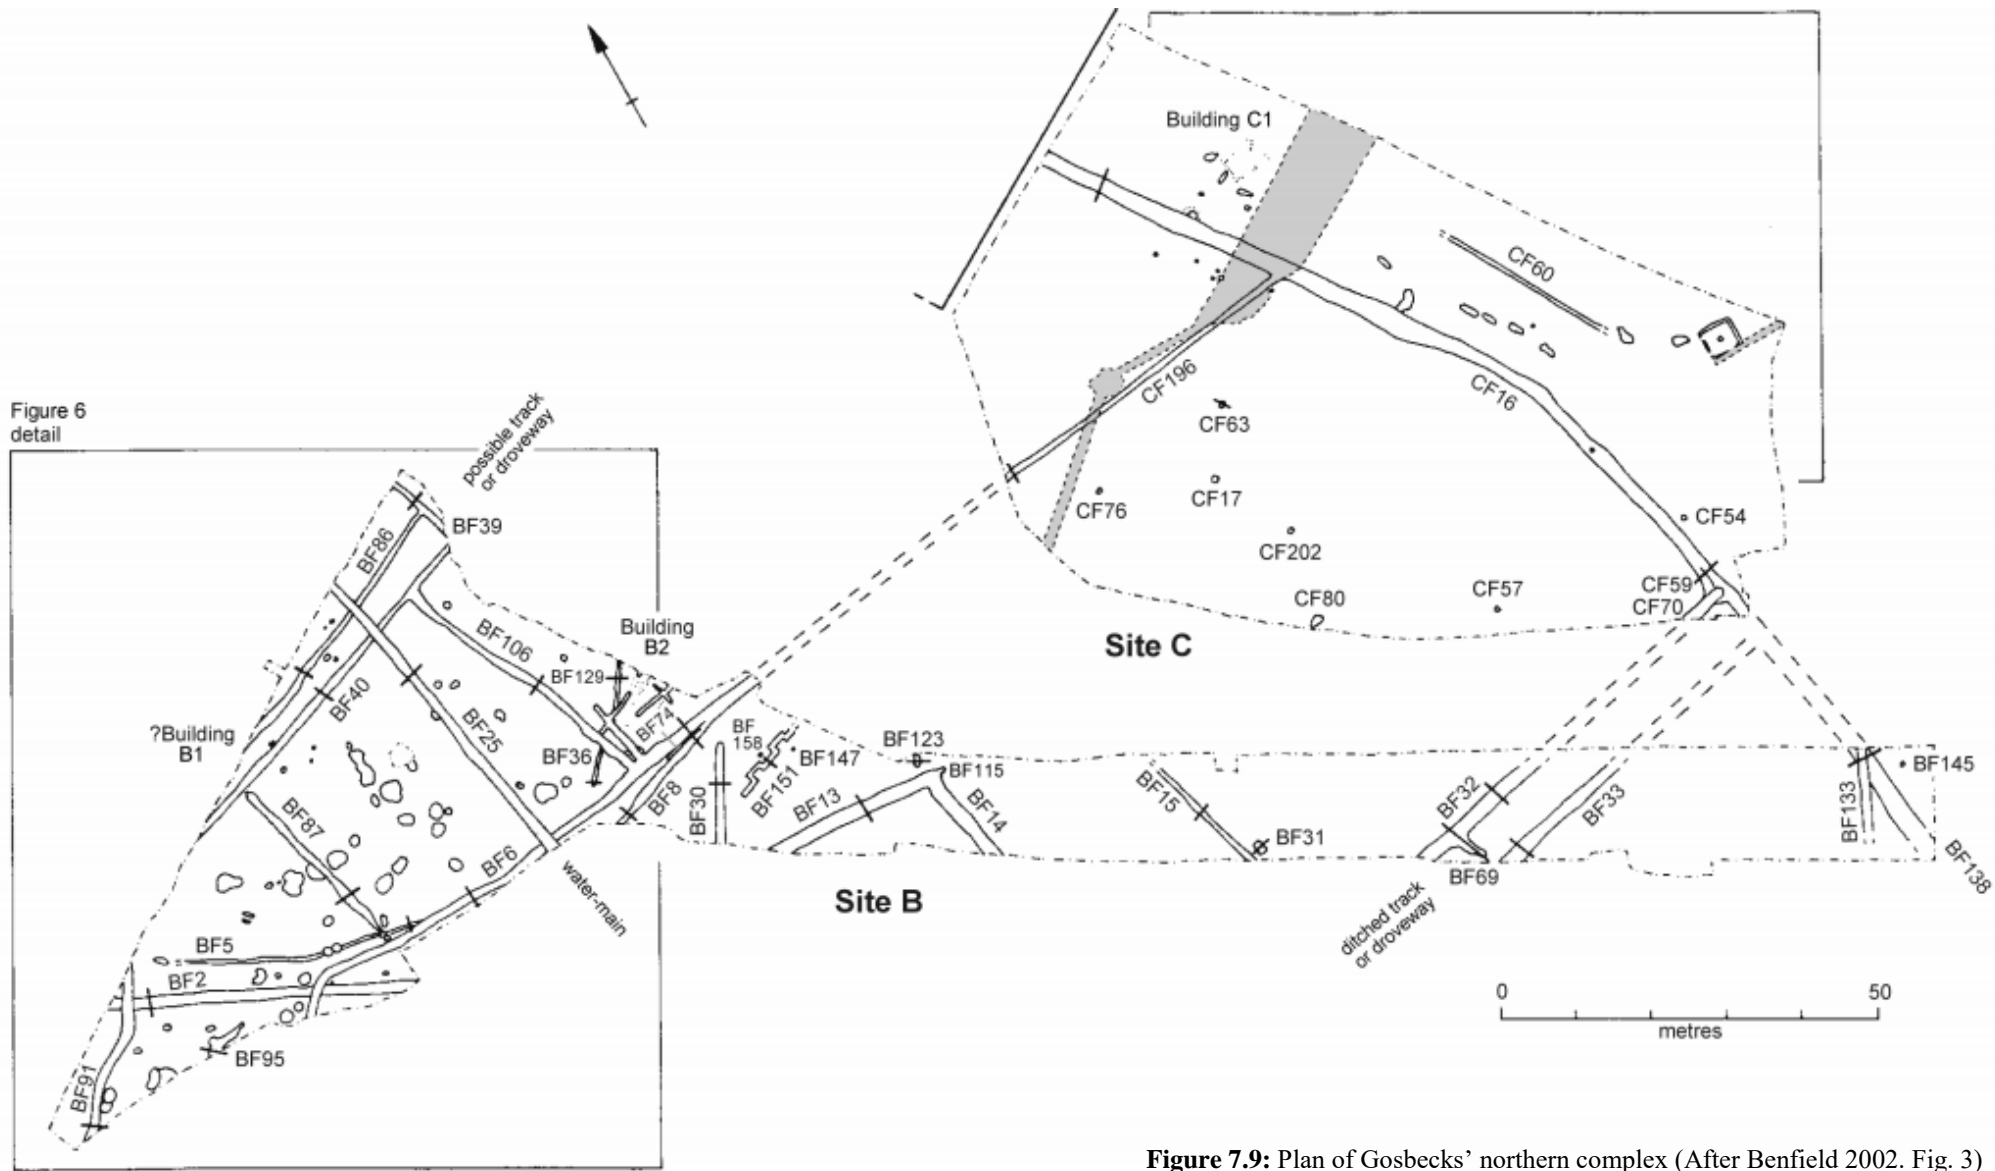 Building C1
CF60
CF196
CF16
CF63
CF17
CF76
CF202
CF54
CF59
CF70
CF57
CF80
Site C
Figure 6
detail
possible track
or droveway
BF39
BF86
BF106
Building
B2
BF129
BF40
BF25
BF74
?Building
B1
BF36
BF
158
BF147
BF123
BF115
BF151
BF8
BF30
BF13
BF14
BF15
BF31
BF32
BF33
BF69
BF133
BF145
BF138
BF87
BF6
water-main
Site B
ditched track
or droveway
BF5
BF2
BF95
BF91
0 50
metres
Figure 7.9: Plan of Gosbecks’ northern complex (After Benfield 2002. Fig. 3)